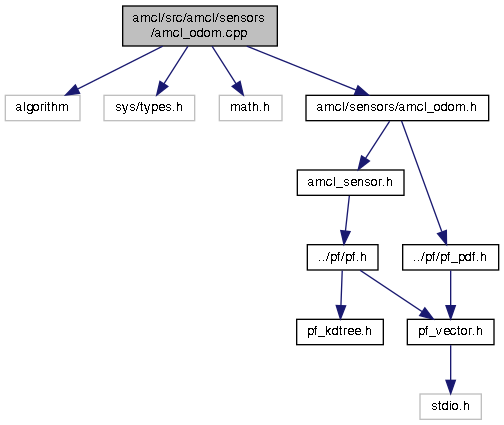 amcl/src/amcl/sensors
/amcl_odom.cpp
algorithm
sys/types.h
math.h
amcl/sensors/amcl_odom.h
amcl_sensor.h
../pf/pf.h
../pf/pf_pdf.h
pf_kdtree.h
pf_vector.h
stdio.h